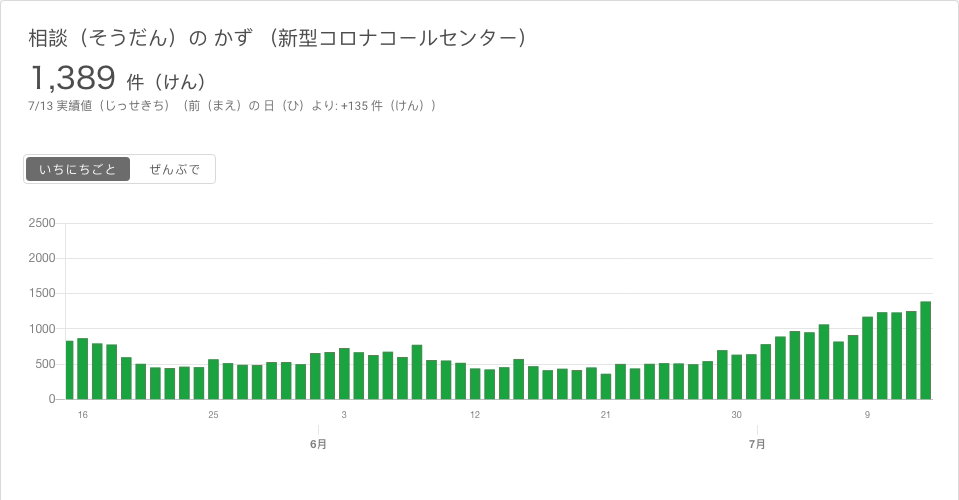 相談（そうだん）の かず （新型コロナコールセンター）
1,389 件（けん）
7/13 実績値（じっせきち）（前（まえ）の 日（ひ）より: +135 件（けん））
いちにちごと ぜんぶで
2500
2000
1500
1000
500
0
16 25 3 12 21 30 9
6月 7月